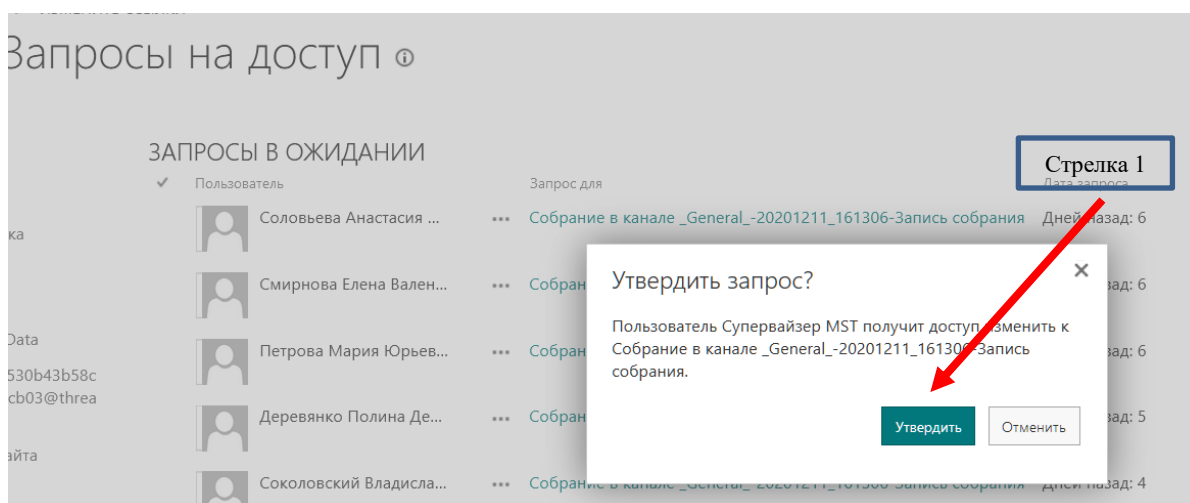 Запросы на доступ
ЗАПРОСЫ В ОЖИДАНИИ
Стрелка 1
Пользователь
Запрос для
Дата запроса
Соловьева Анастасия ...
Собрание в канале _General_-20201211_161306-Запись собрания
Дней назад: 6
ка
Смирнова Елена Вален...
Собран
зад: 6
Утвердить запрос?
Пользователь Супервайзер MST получит доступ изменить к
Собрание в канале _General_-20201211_161306-Запись
собрания.
Data
Петрова Мария Юрьев...
Собран
зад: 6
530b43b58c
cb03@threa
Деревянко Полина Де...
Собран
зад: 5
Утвердить
Отменить
айта
Соколовский Владисла...
Собрание в канале _General_-20201211_161306-Запись собрания
Дней назад: 4